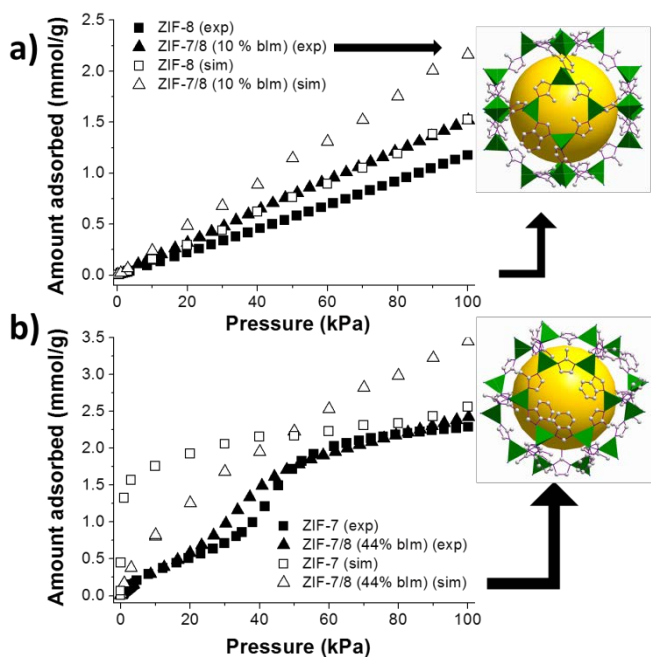 a)
ZIF-8 (exp)
ZIF-7/8 (10 % bIm) (exp)
ZIF-8 (sim)
ZIF-7/8 (10 % bIm) (sim)
Amount adsorbed (mmol/g)
2.5
2.0
1.5
1.0
0.5
0.0
0 20 40 60 80 100
Pressure (kPa)
b)
Amount adsorbed (mmol/g)
3.5
3.0
2.5
2.0
1.5
1.0
0.5
0.0
ZIF-7 (exp)
ZIF-7/8 (44% bIm) (exp)
ZIF-7 (sim)
ZIF-7/8 (44% bIm) (sim)
0 20 40 60 80 100
Pressure (kPa)